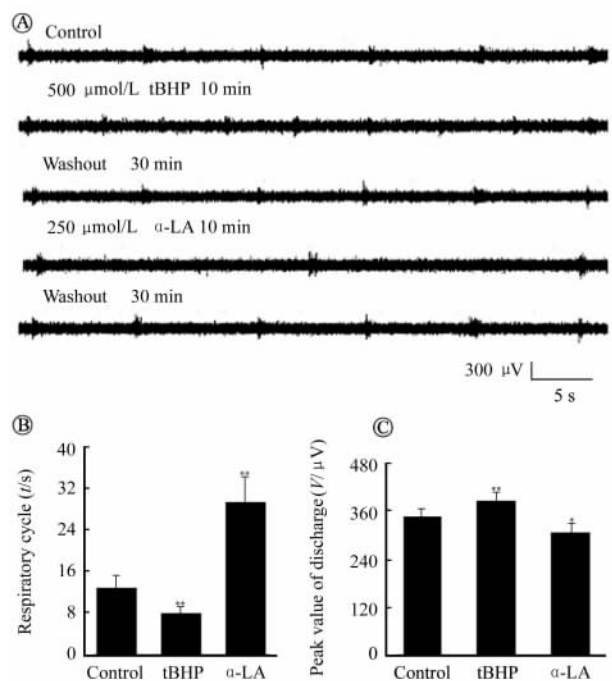 Ⓐ Control
500 μmol/L tBHP 10 min
Washout 30 min
250 μmol/L α-LA 10 min
Washout 30 min
300 μV
5 s
Ⓑ
Respiratory cycle (t/s)
40
32
24
16
8
0
Control tBHP α-LA
**
**
Ⓒ
Peak value of discharge (V/μV)
480
360
240
120
0
Control tBHP α-LA
**
*